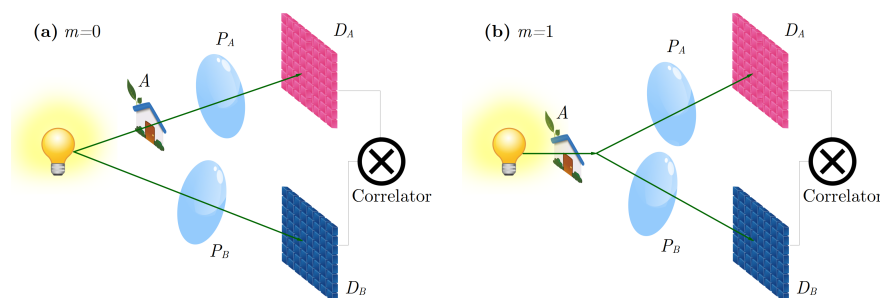 (a) m=0
A
P_A
D_A
P_B
D_B
Correlator
(b) m=1
A
P_A
D_A
P_B
D_B
Correlator